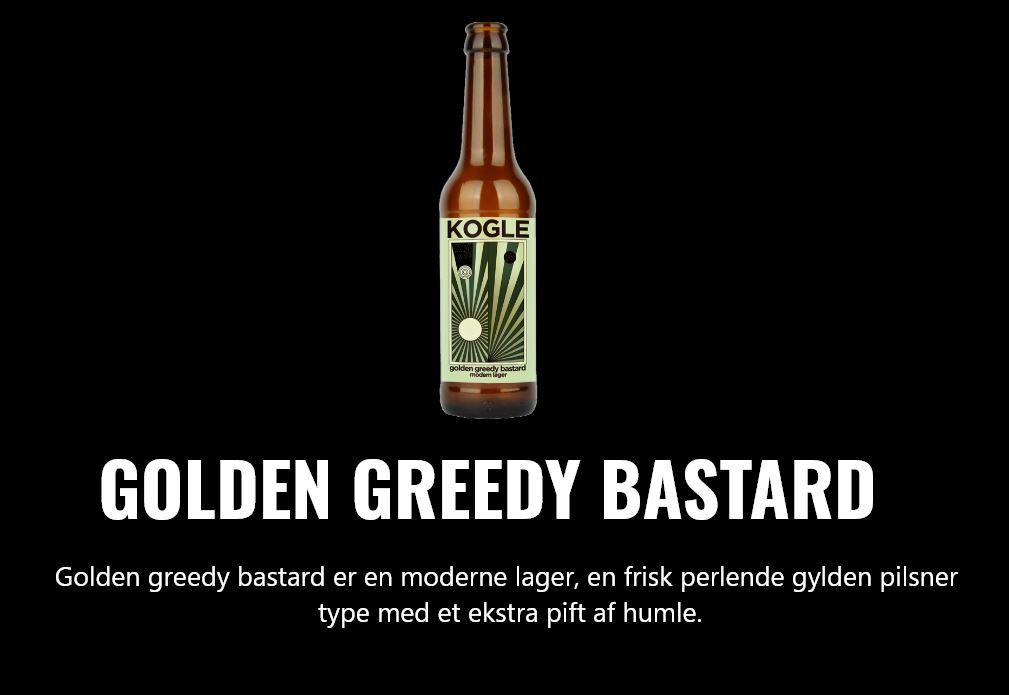 KOGLE
golden greedy bastard
modern lager
GOLDEN GREEDY BASTARD
Golden greedy bastard er en moderne lager, en frisk perlende gylden pilsner
type med et ekstra pift af humle.